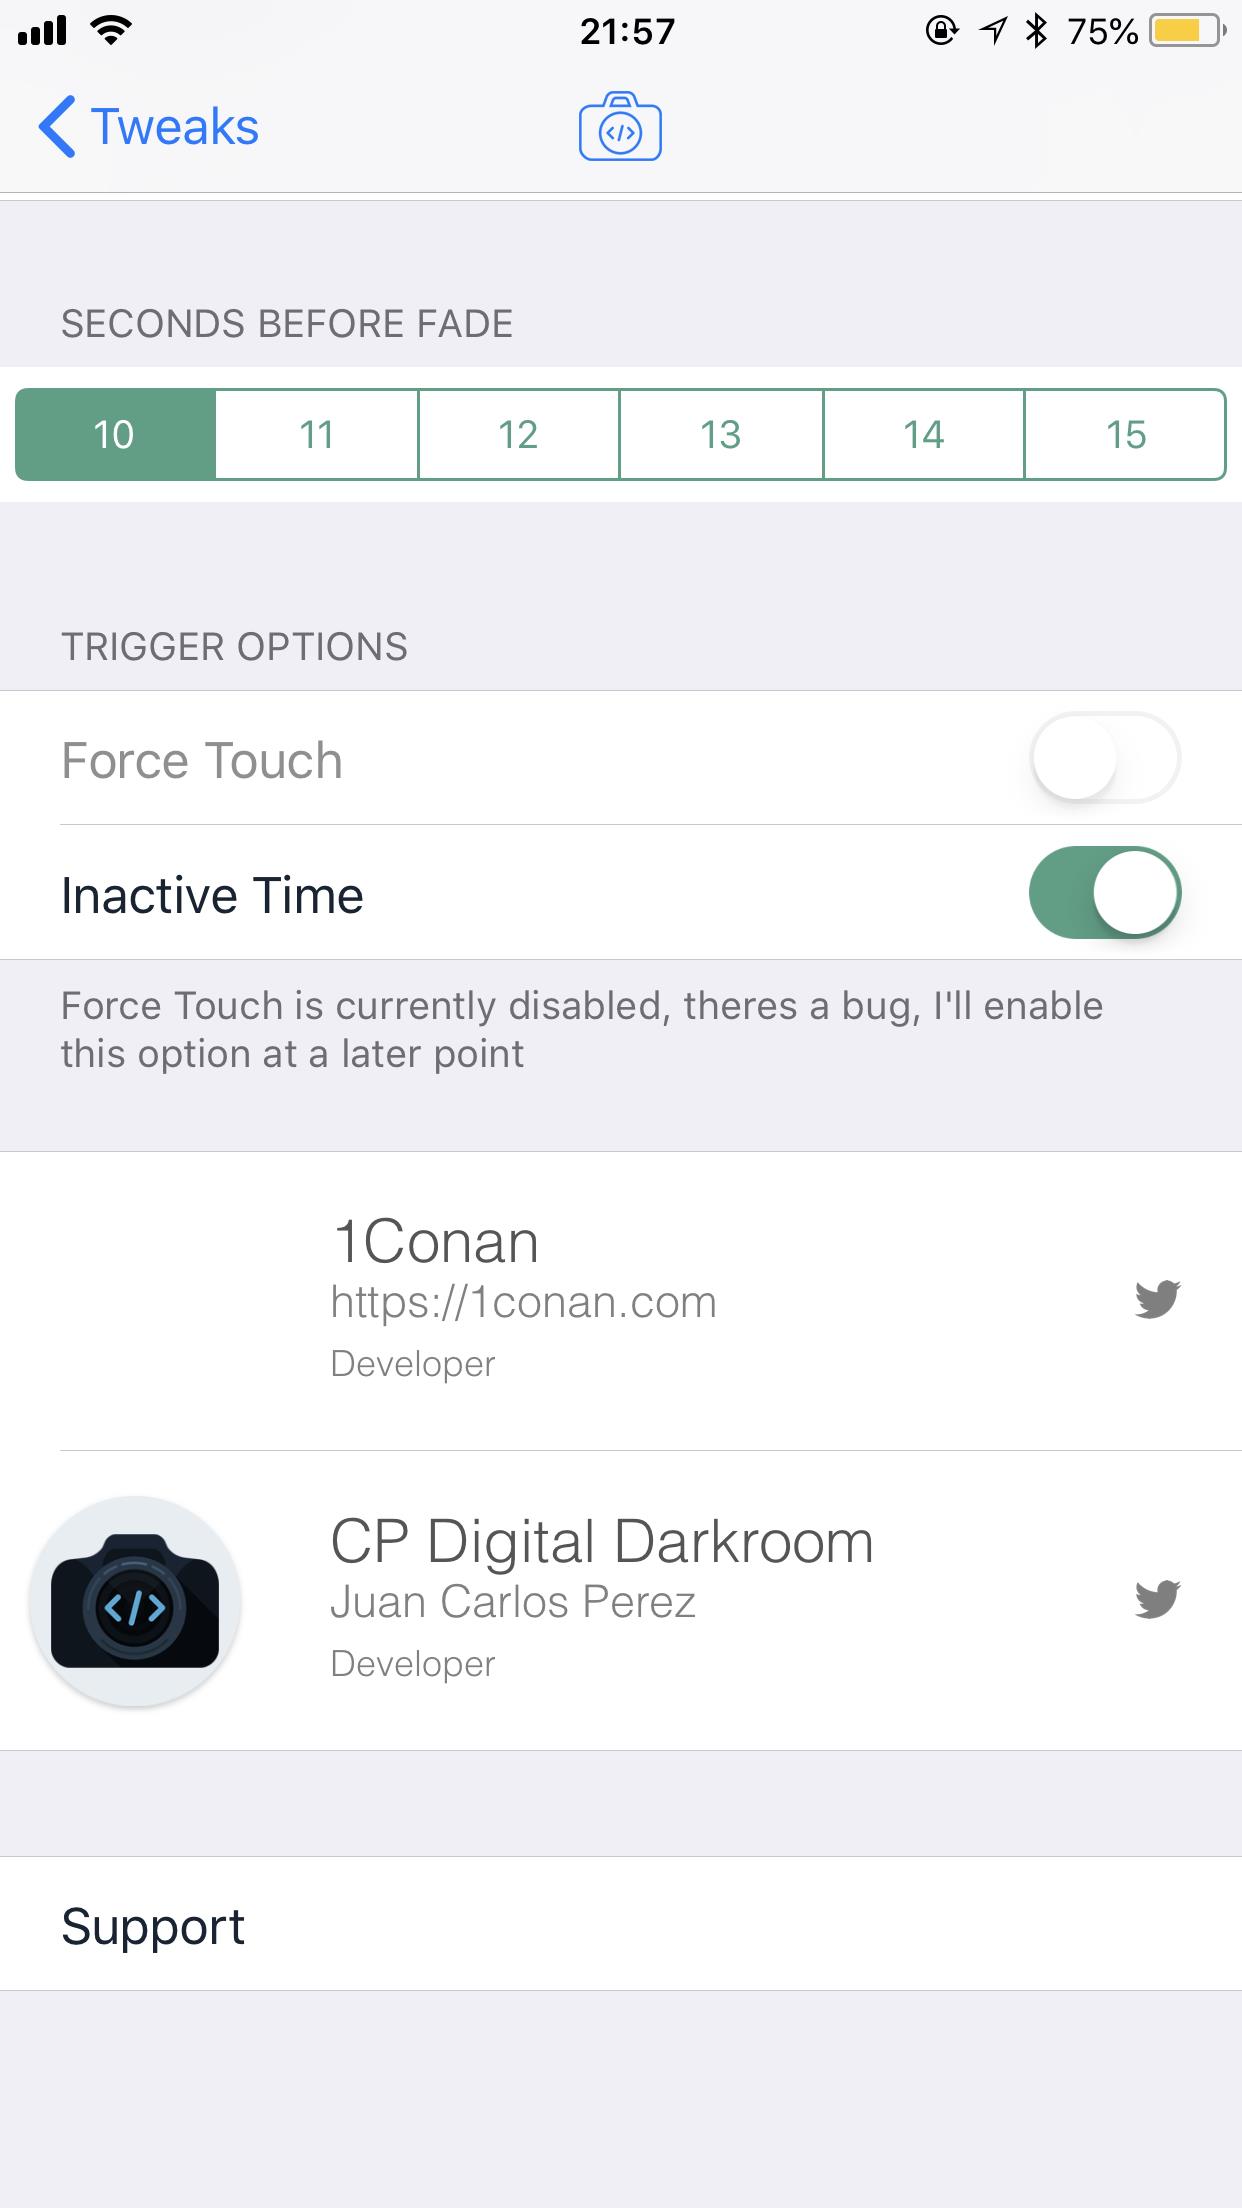 21:57
75%
Tweaks
</>
SECONDS BEFORE FADE
10 11 12 13 14 15
TRIGGER OPTIONS
Force Touch
Inactive Time
Force Touch is currently disabled, theres a bug, I'll enable
this option at a later point
1Conan
https://1conan.com
Developer
</>
CP Digital Darkroom
Juan Carlos Perez
Developer
Support